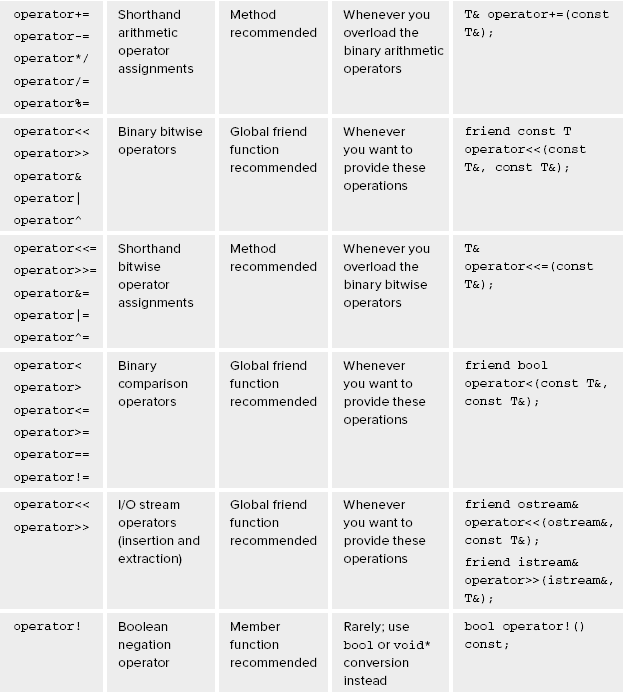 operator+=
operator-=
operator*/
operator/=
operator%=
Shorthand
arithmetic
operator
assignments
Method
recommended
Whenever you
overload the
binary arithmetic
operators
T& operator+=(const
T&);
operator<<
operator>>
operator&
operator|
operator^
Binary bitwise
operators
Global friend
function
recommended
Whenever
you want to
provide these
operations
friend const T
operator<<(const
T&, const T&);
operator<<=
operator>>=
operator&=
operator|=
operator^=
Shorthand
bitwise
operator
assignments
Method
recommended
Whenever you
overload the
binary bitwise
operators
T&
operator<<=(const
T&);
operator<
operator>
operator<=
operator>=
operator==
operator!=
Binary
comparison
operators
Global friend
function
recommended
Whenever
you want to
provide these
operations
friend bool
operator<(const T&,
const T&);
operator<<
operator>>
I/O stream
operators
(insertion and
extraction)
Global friend
function
recommended
Whenever
you want to
provide these
operations
friend ostream&
operator<<(ostream&,
const T&);
friend istream&
operator>>(istream&,
T&);
operator!
Boolean
negation
operator
Member
function
recommended
Rarely; use
bool or void*
conversion
instead
bool operator!()
const;